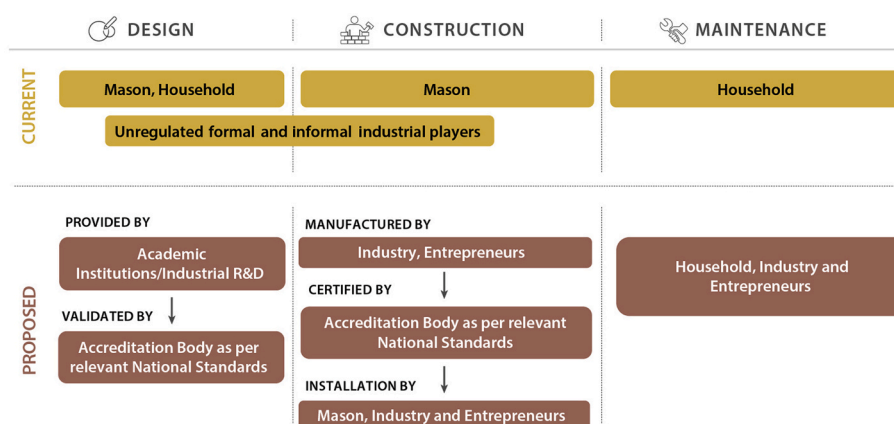 DESIGN
CONSTRUCTION
MAINTENANCE
CURRENT
Mason, Household
Mason
Household
Unregulated formal and informal industrial players
PROPOSED
PROVIDED BY
Academic
Institutions/Industrial R&D
VALIDATED BY
Accreditation Body as per
relevant National Standards
MANUFACTURED BY
Industry, Entrepreneurs
CERTIFIED BY
Accreditation Body as per relevant
National Standards
INSTALLATION BY
Mason, Industry and Entrepreneurs
Household, Industry and
Entrepreneurs